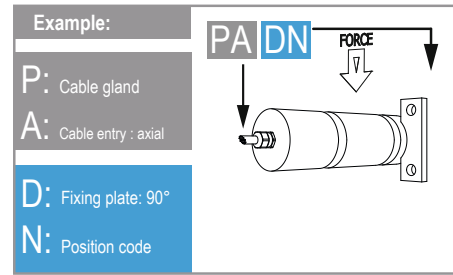 Example:
P: Cable gland
A: Cable entry : axial
D: Fixing plate: 90°
N: Position code
PA DN
FORCE